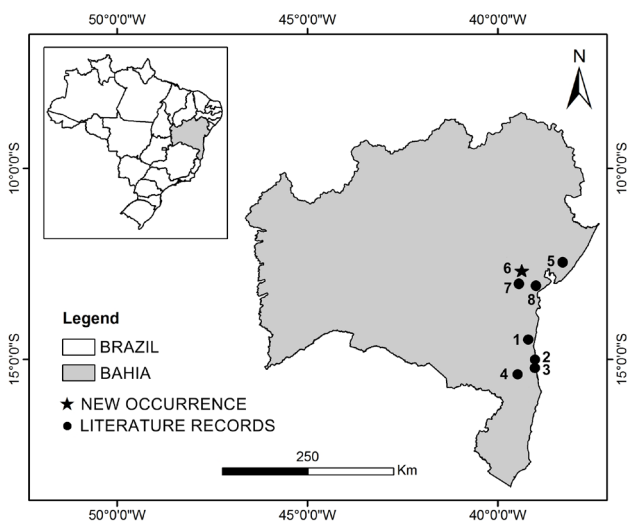 50°0'0"W
45°0'0"W
40°0'0"W
N
10°0'0"S
10°0'0"S
5
6
7
8
Legend
1
BRAZIL
2
15°0'0"S
15°0'0"S
3
BAHIA
4
NEW OCCURRENCE
LITERATURE RECORDS
250
Km
50°0'0"W
45°0'0"W
40°0'0"W